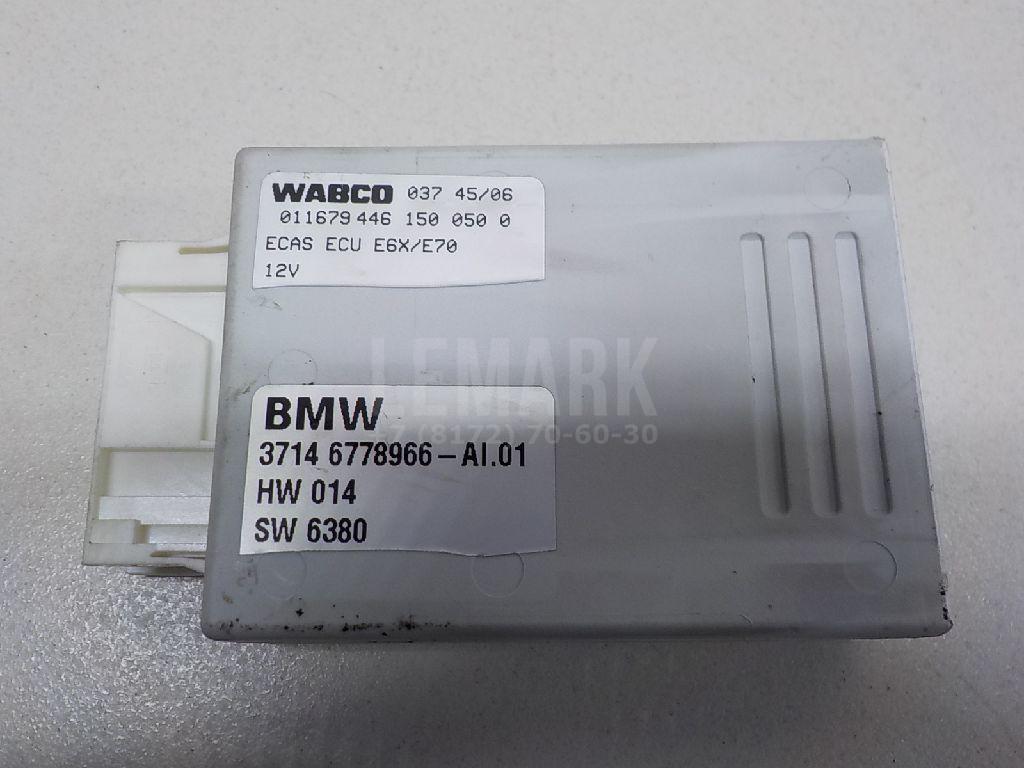 WABCO 037 45/06
011679 446 150 050 0
ECAS ECU E6X/E70
12V
LEMARK
7 (8172) 70-60-30
BMW
3714 6778966-AI.01
HW 014
SW 6380